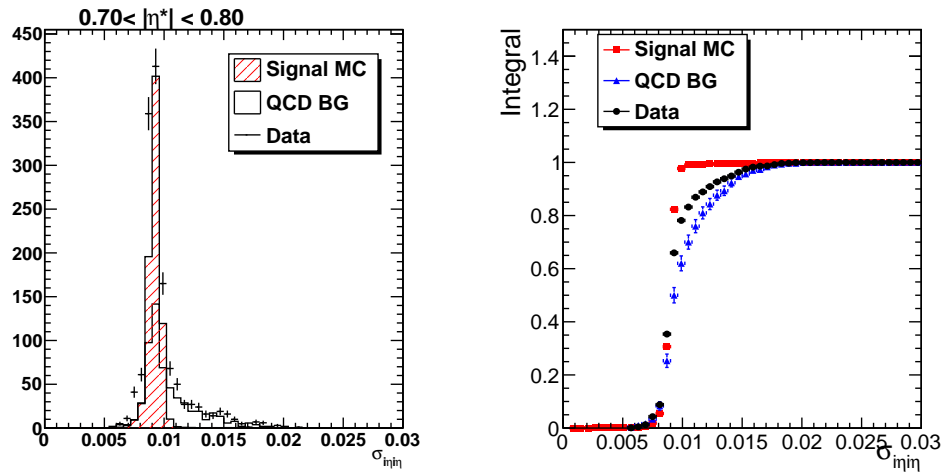 0.70< |η*| < 0.80
450
400
350
300
250
200
150
100
50
0
0 0.005 0.01 0.015 0.02 0.025 0.03
σiηiη
Signal MC
QCD BG
Data
Integral
1.4
1.2
1
0.8
0.6
0.4
0.2
0
0 0.005 0.01 0.015 0.02 0.025 0.03
σiηiη
Signal MC
QCD BG
Data